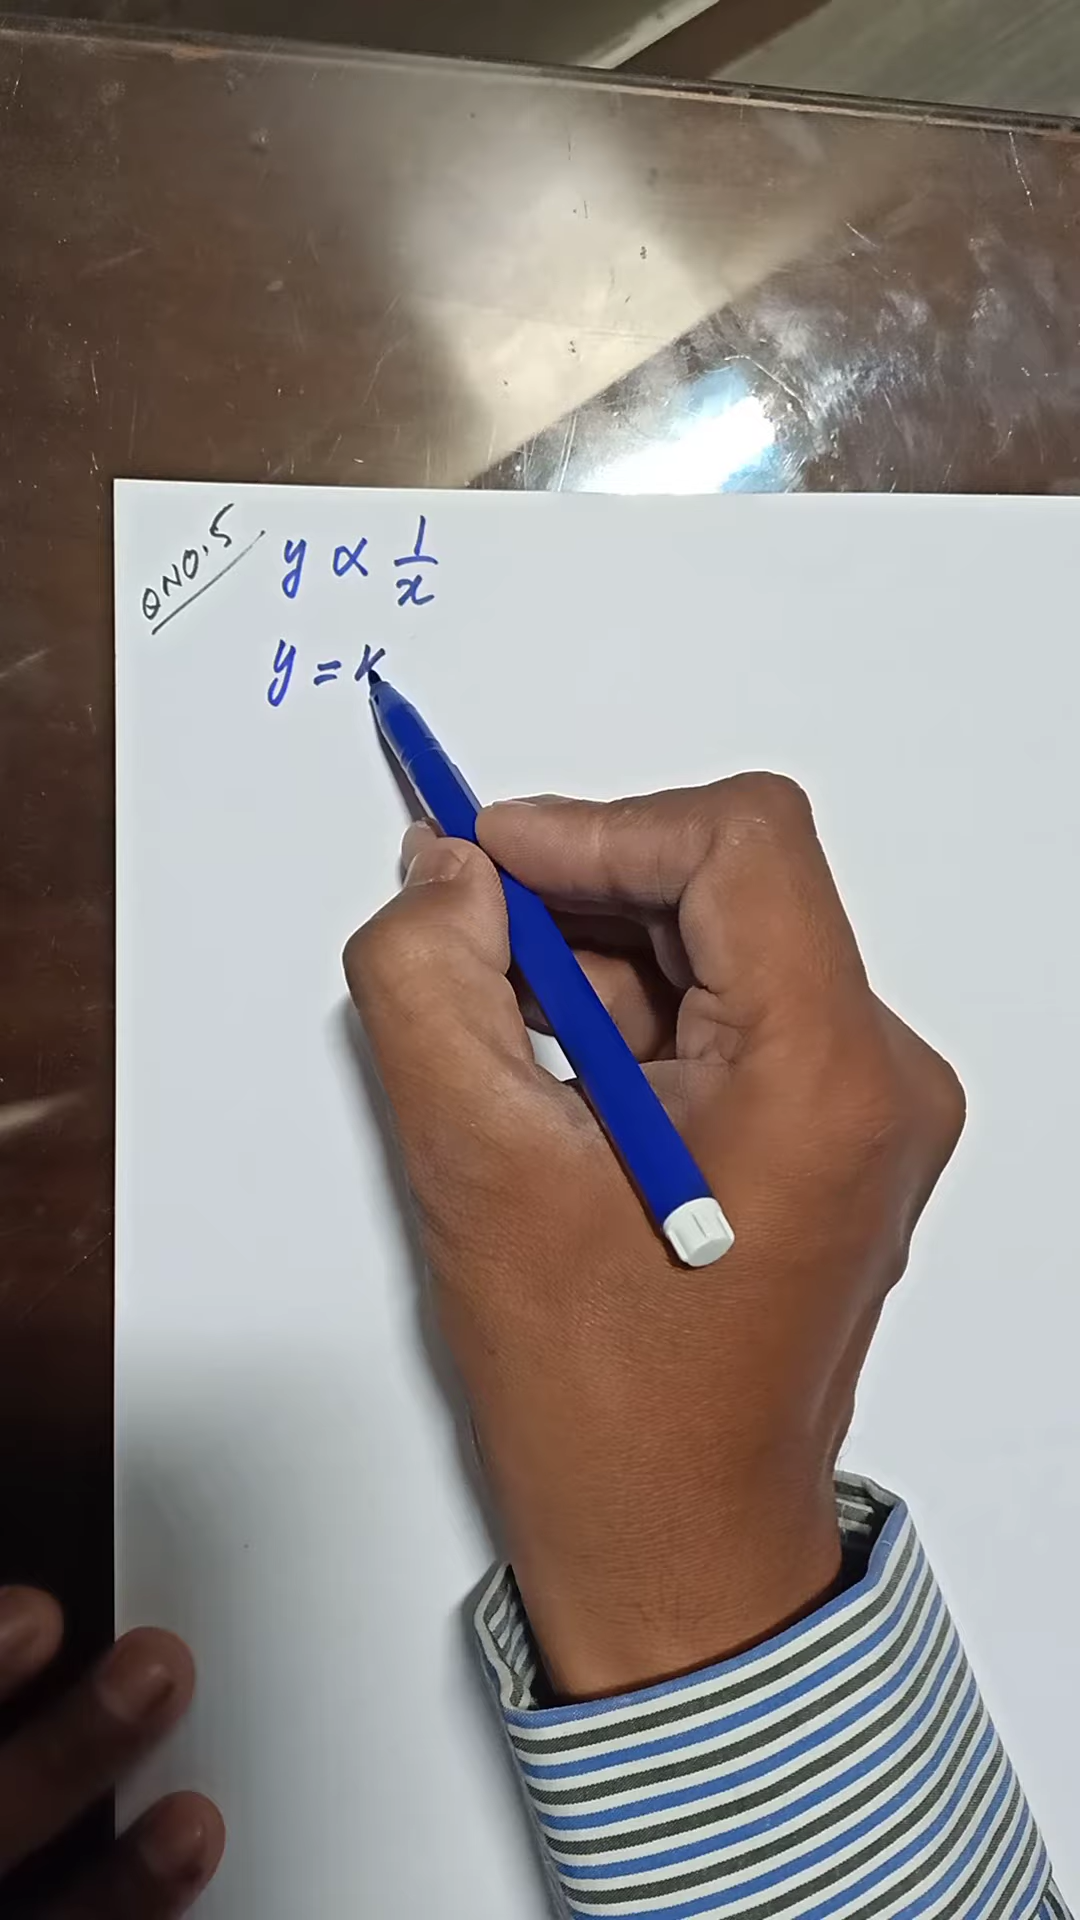 QNO.5
y ∝ 1/x
y = K